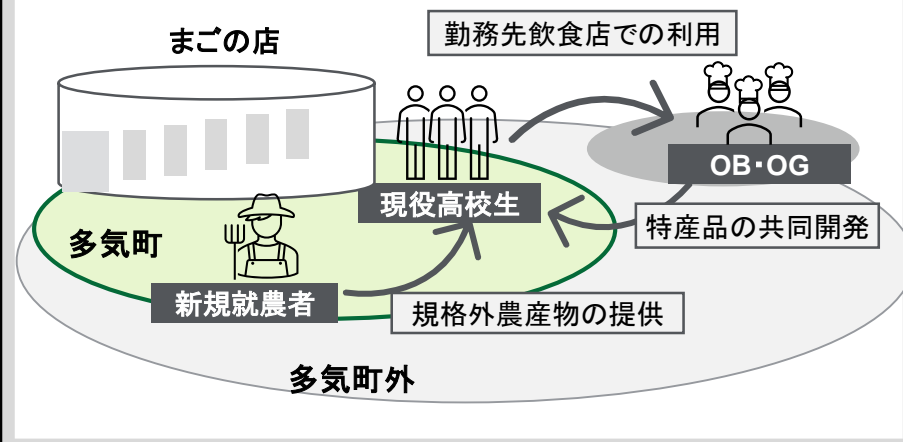 勤務先飲食店での利用
まごの店
OB・OG
現役高校生
特産品の共同開発
多気町
新規就農者
規格外農産物の提供
多気町外